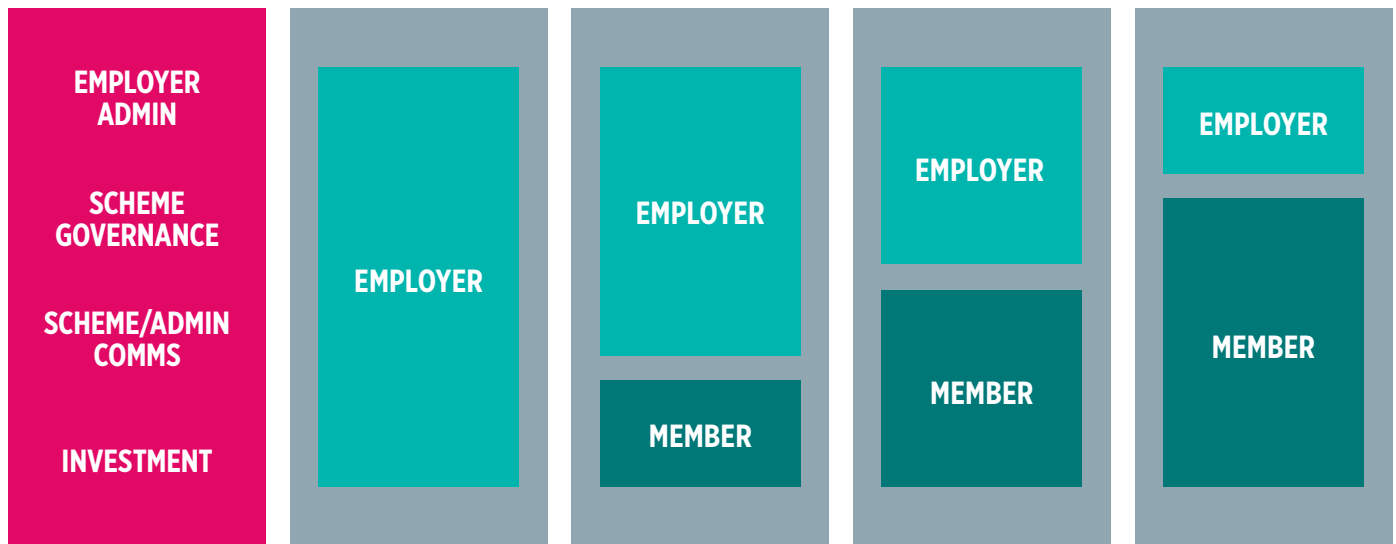 EMPLOYER
ADMIN
SCHEME
GOVERNANCE
SCHEME/ADMIN
COMMS
INVESTMENT
EMPLOYER
EMPLOYER
MEMBER
EMPLOYER
MEMBER
EMPLOYER
MEMBER